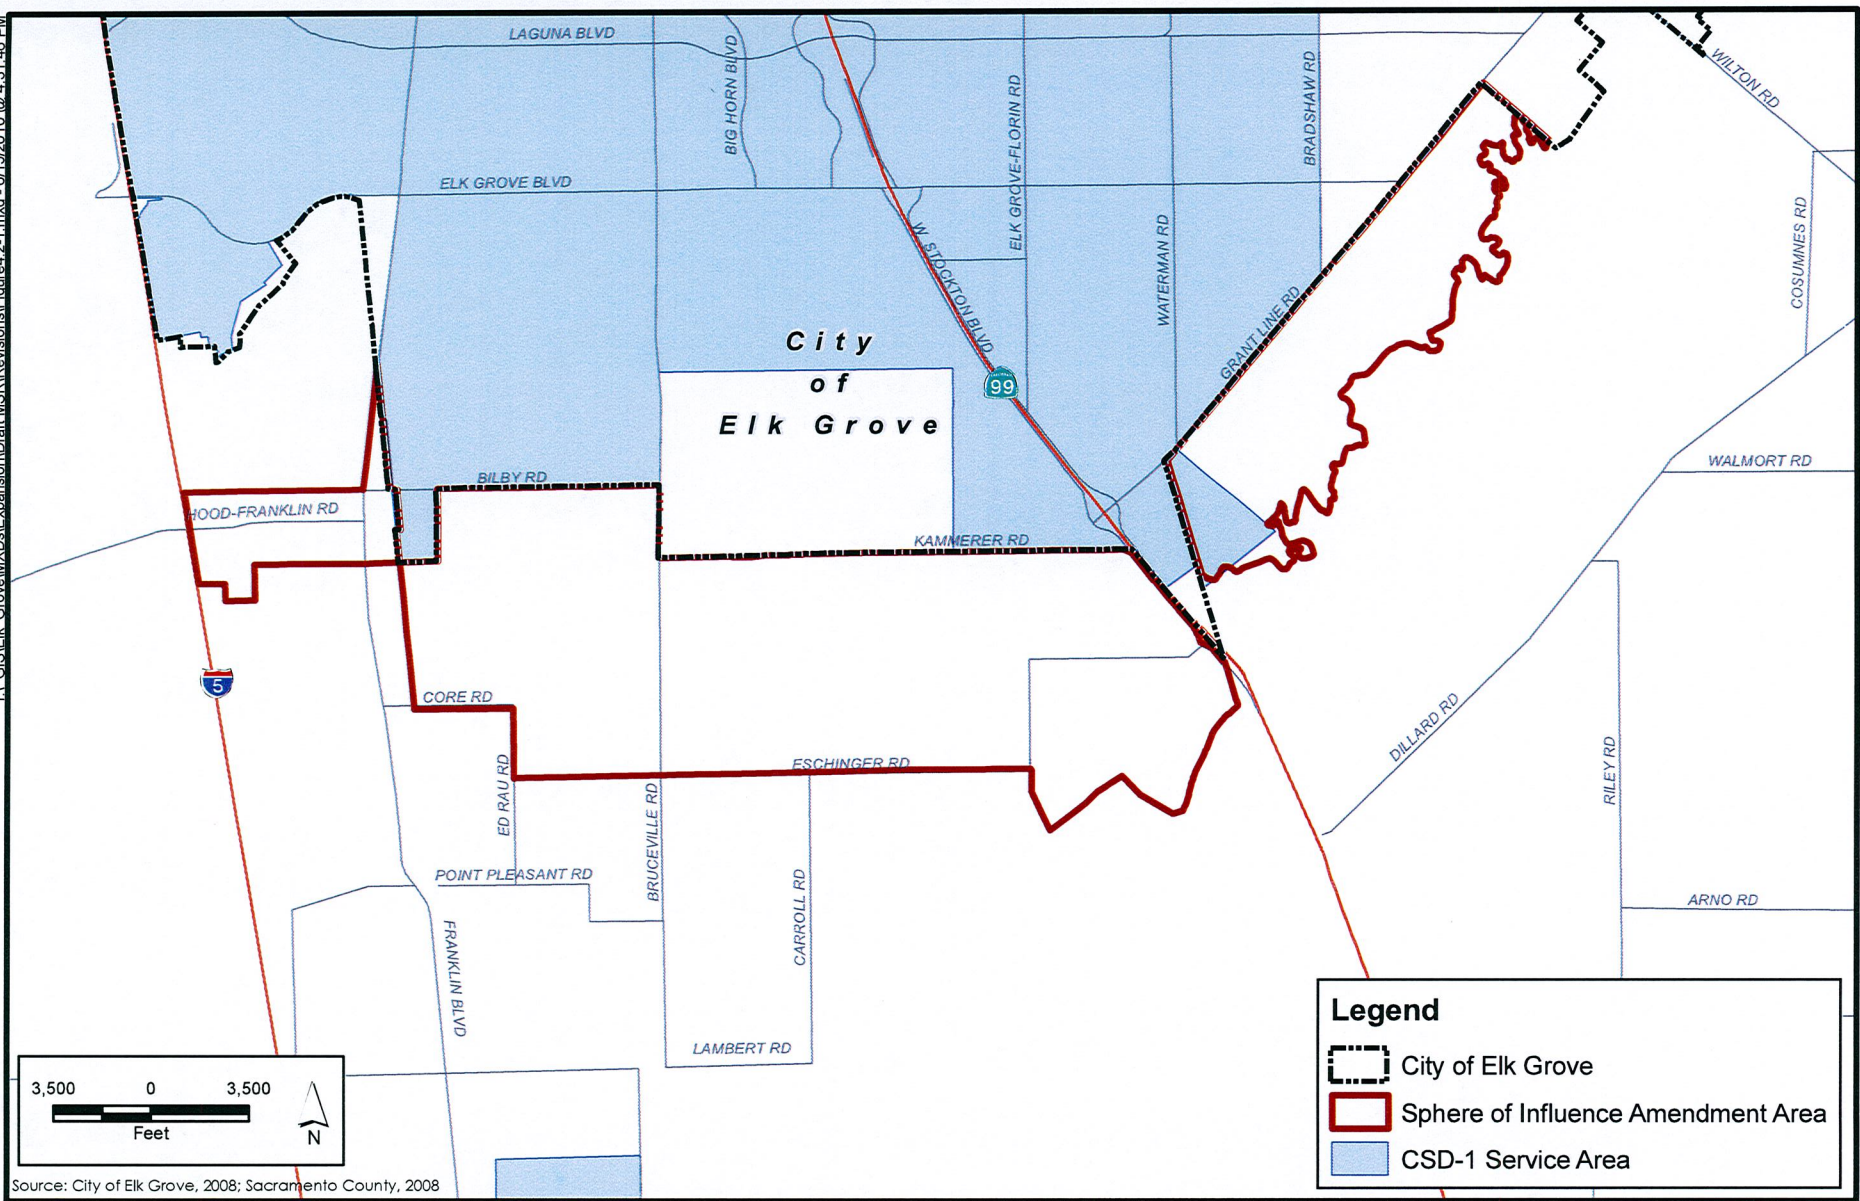 LAGUNA BLVD
BIG HORN BLVD
ELK GROVE-FLORIN RD
BRADSHAW RD
WILTON RD
ELK GROVE BLVD
W. STOCKTON BLVD
WATERMAN RD
COSUMNES RD
GRANT LINE RD
City
of
Elk Grove
99
BILBY RD
WALMORT RD
HOOD-FRANKLIN RD
KAMMERER RD
5
CORE RD
DILLARD RD
ED RAU RD
ESCHINGER RD
RILEY RD
BRUCEVILLE RD
POINT PLEASANT RD
CARROLL RD
ARNO RD
FRANKLIN BLVD
LAMBERT RD
Legend
City of Elk Grove
Sphere of Influence Amendment Area
CSD-1 Service Area
3,500 0 3,500
Feet
N
Source: City of Elk Grove, 2008; Sacramento County, 2008